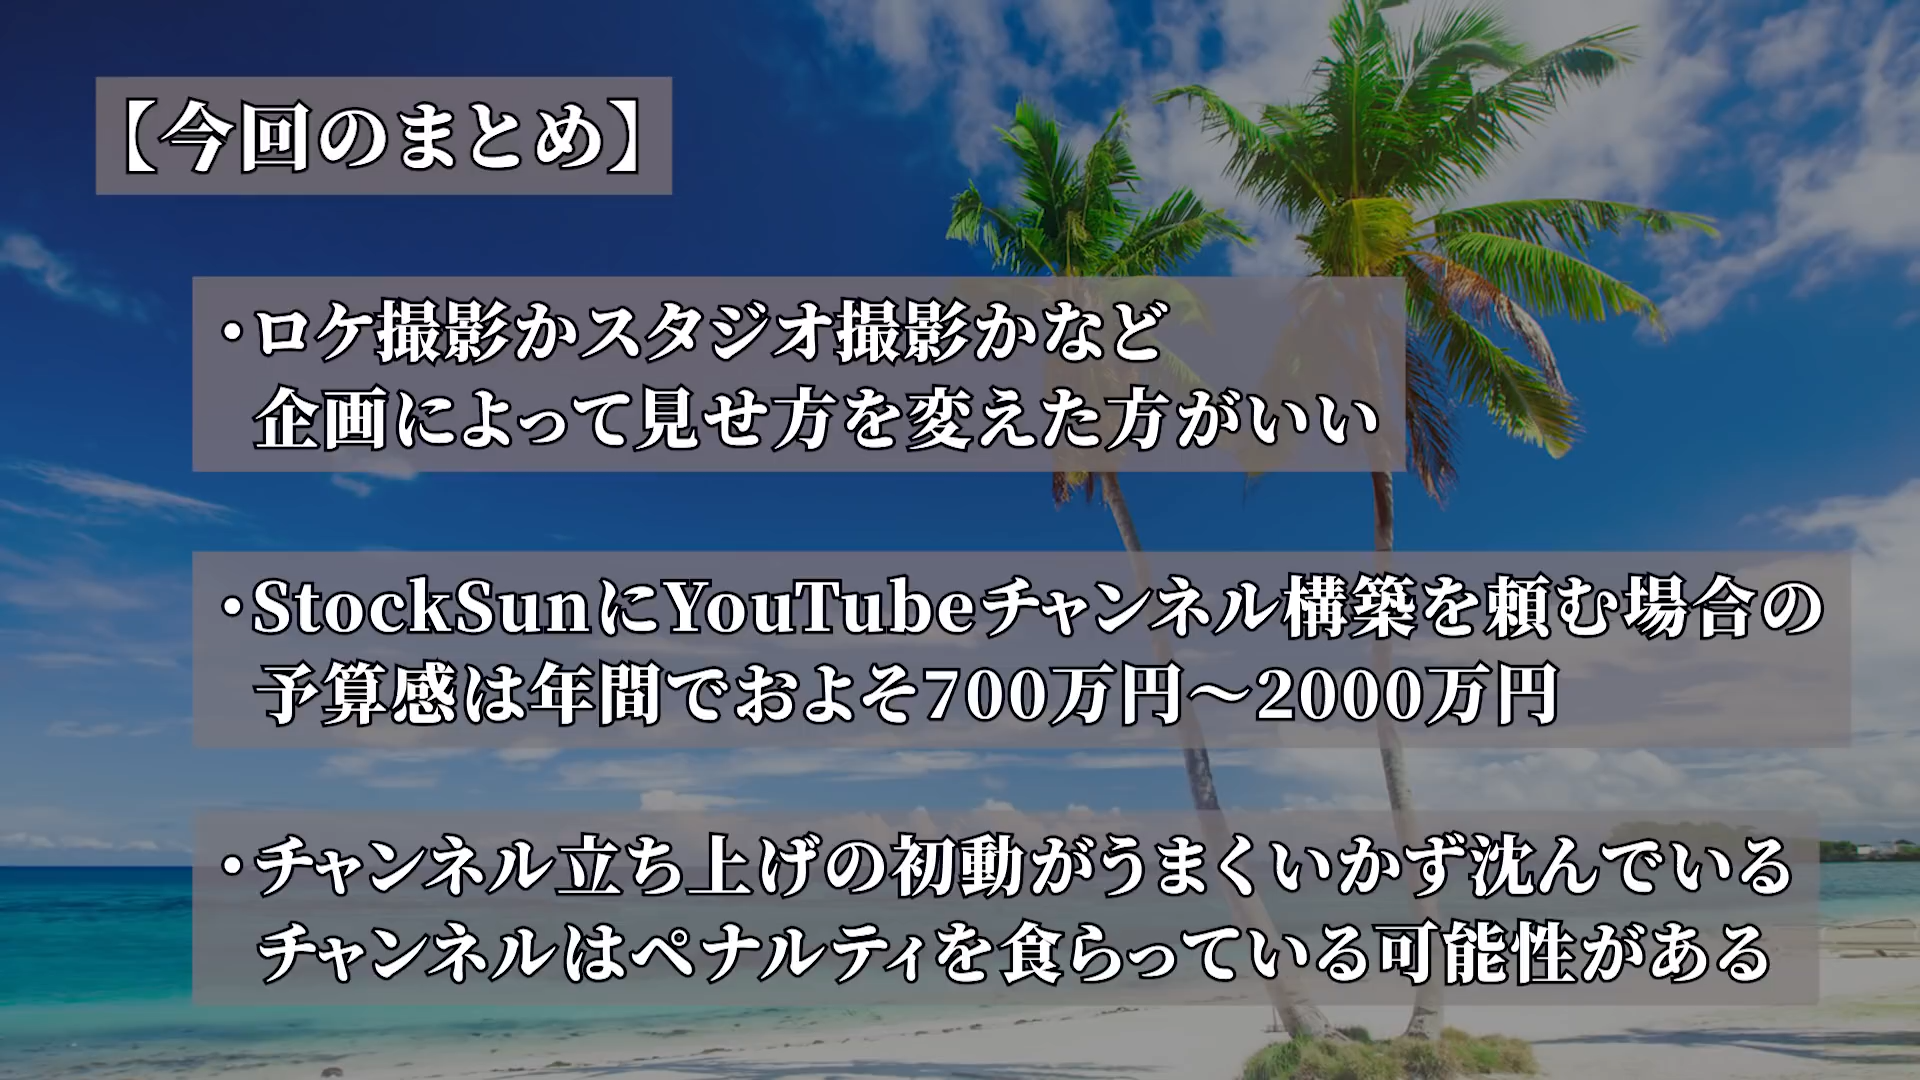 【今回のまとめ】
・ロケ撮影かスタジオ撮影かなど
企画によって見せ方を変えた方がいい
・StockSunにYouTubeチャンネル構築を頼む場合の
予算感は年間でおよそ700万円～2000万円
・チャンネル立ち上げの初動がうまくいかず沈んでいる
チャンネルはペナルティを食らっている可能性がある